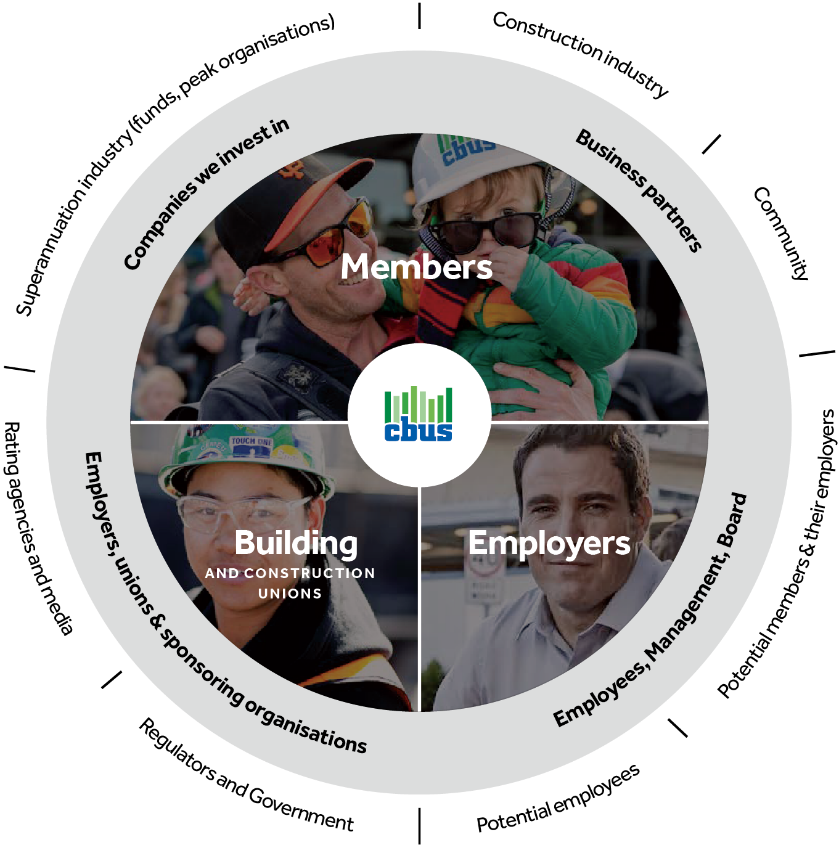 Superannuation industry (funds, peak organisations)
Construction industry
Community
Potential members & their employers
Potential employees
Regulators and Government
Rating agencies and media
Companies we invest in
Business partners
Employees, Management, Board
Employers, unions & sponsoring organisations
cbus
Members
cbus
TOUCH ONE
Building
AND CONSTRUCTION
UNIONS
Employers